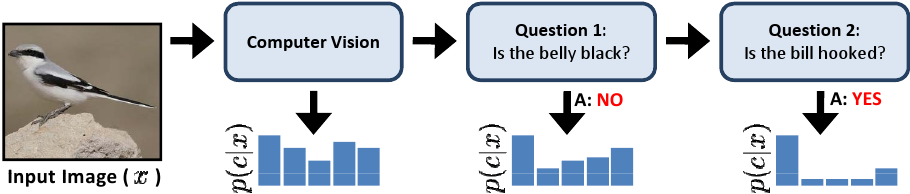 Computer Vision
Question 1:
Is the belly black?
Question 2:
Is the bill hooked?
A: NO
A: YES
p(c|x)
p(c|x)
p(c|x)
Input Image (x)